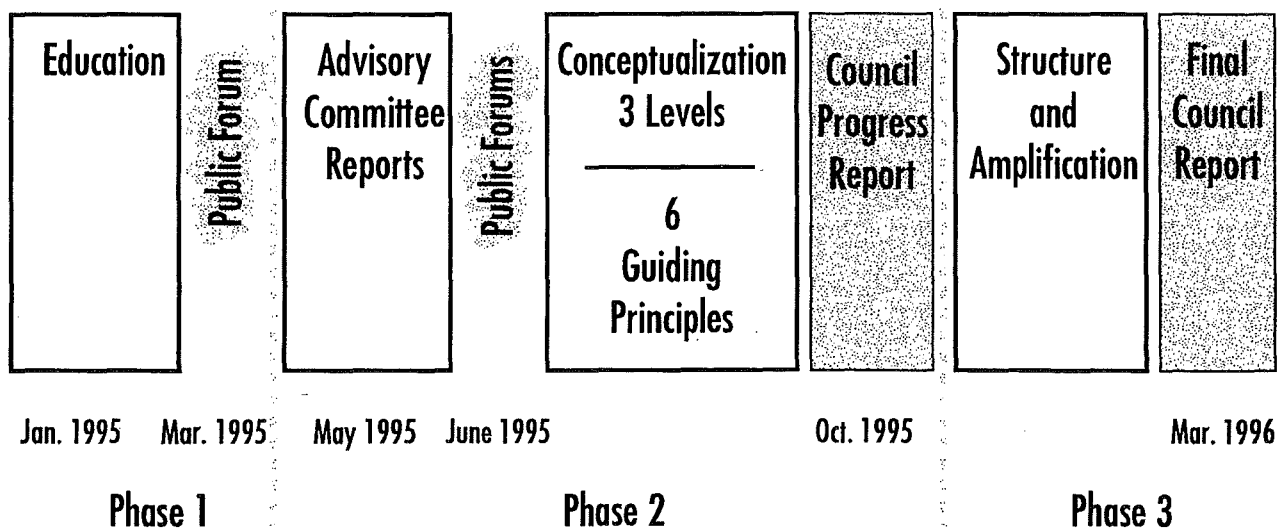 Education
Public Forum
Advisory
Committee
Reports
Public Forums
Conceptualization
3 Levels
6
Guiding
Principles
Council
Progress
Report
Structure
and
Amplification
Final
Council
Report
Jan. 1995
Mar. 1995
May 1995
June 1995
Oct. 1995
Mar. 1996
Phase 1
Phase 2
Phase 3